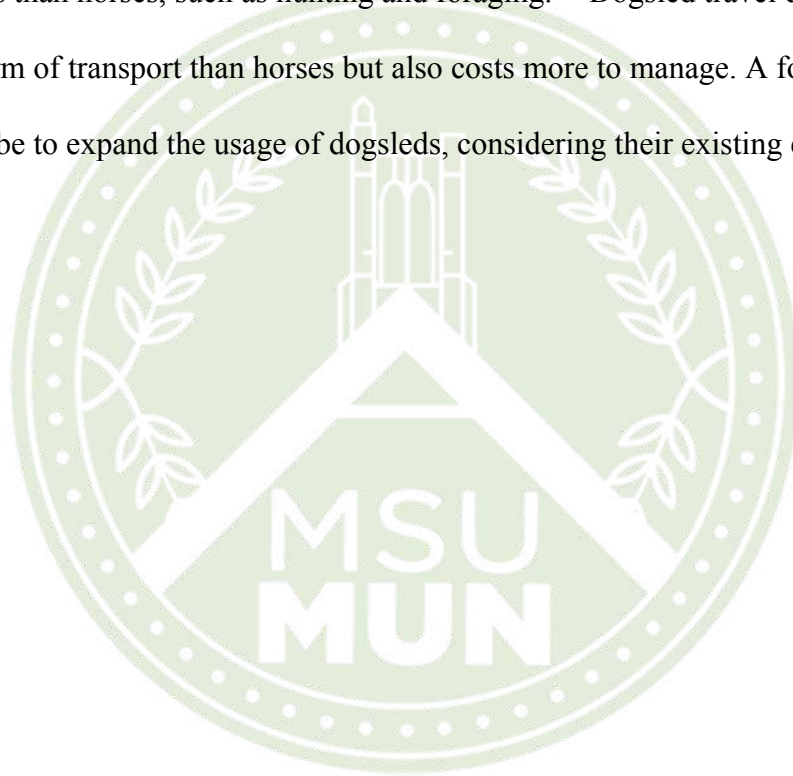 than horses, such as hunting and foraging.
Dogsled travel
of transport than horses but also costs more to manage. A
be to expand the usage of dogsleds, considering their existing
MSU
MUN